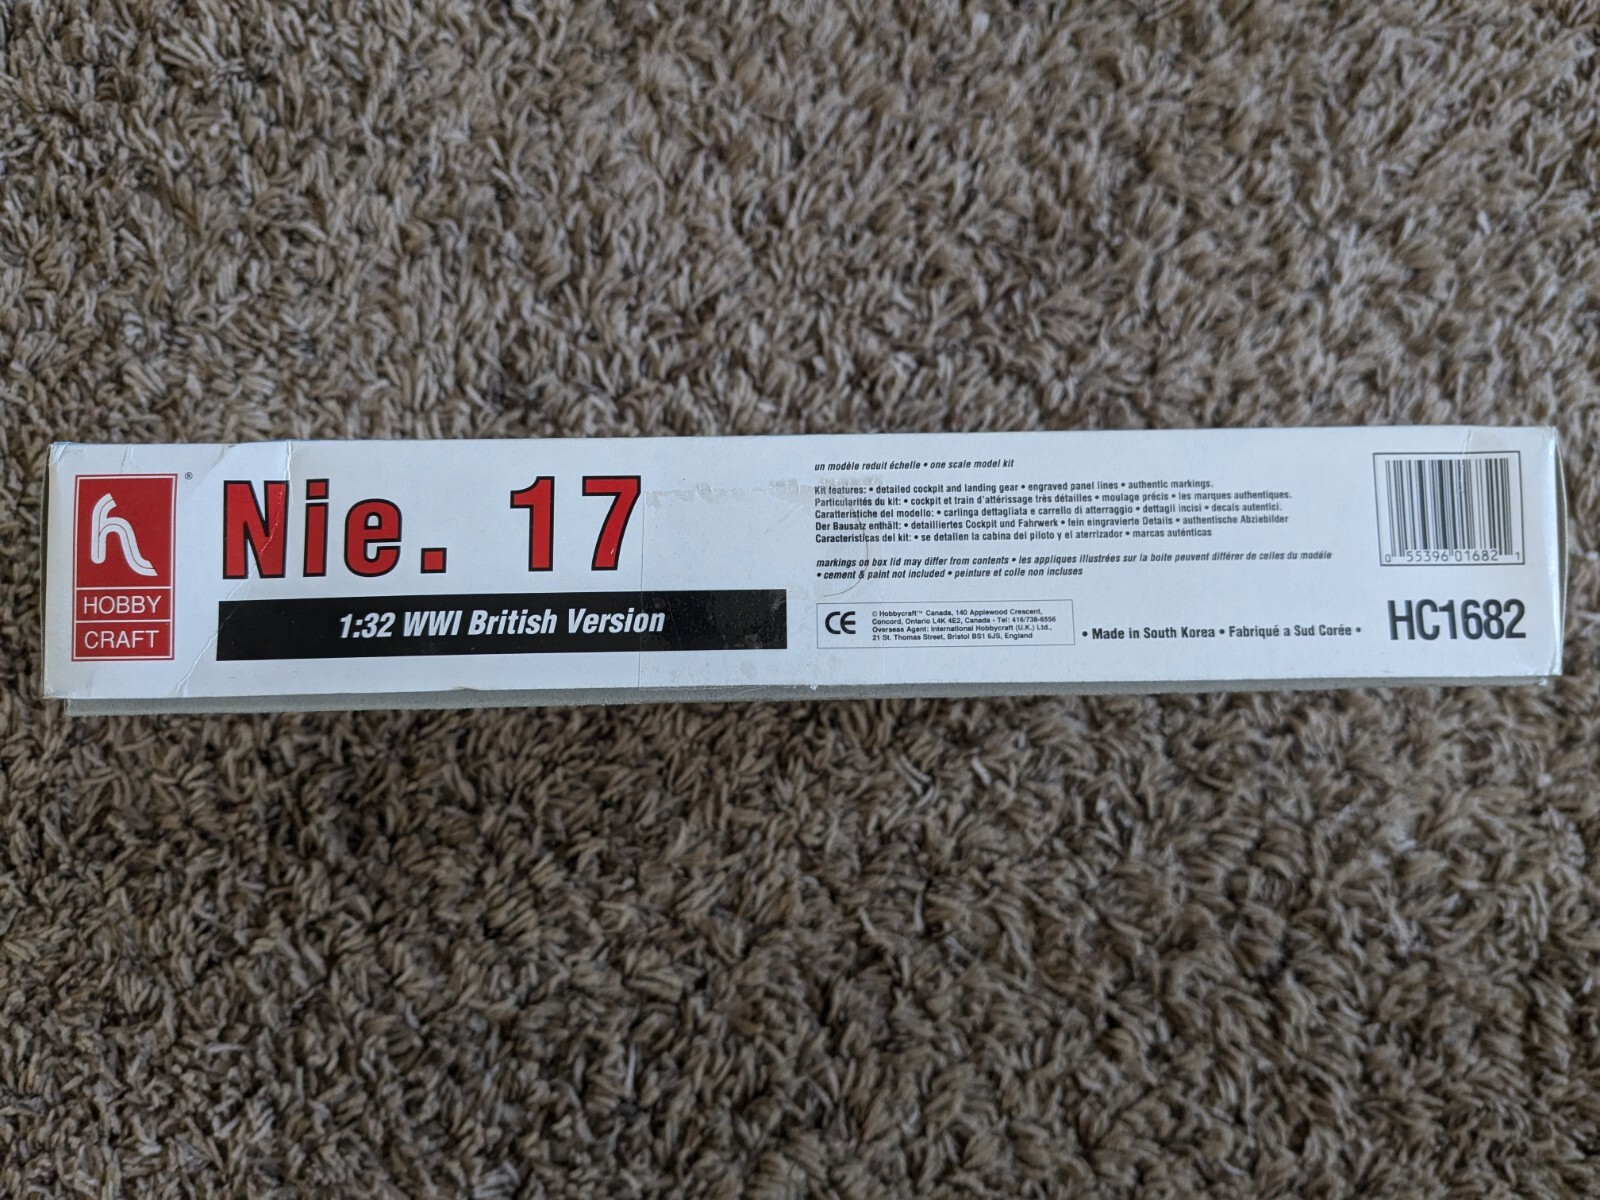 ®
HOBBY
CRAFT
Nie. 17
1:32 WWI British Version
un modèle reduit échelle • one scale model kit
Kit features: • detailed cockpit and landing gear • engraved panel lines • authentic markings.
Particularités du kit: • cockpit et train d'attérissage très détailles • moulage précis • les marques authentiques.
Caratteristiche del modello: • carlinga dettagliata e carrello di atterraggio • dettagli incisi • decals autentici.
Der Bausatz enthält: • detailliertes Cockpit und Fahrwerk • fein eingravierte Details • authentische Abziebilder
Caracteristicas del kit: • se detallen la cabina del piloto y el aterrizador • marcas auténticas
markings on box lid may differ from contents • les appliques illustrées sur la boite peuvent différer de celles du modèle
• cement & paint not included • peinture et colle non incluses
CE
© Hobbycraft™ Canada, 140 Applewood Crescent,
Concord, Ontario L4K 4E2, Canada • Tel: 416/738-6556
Overseas Agent: International Hobbycraft (U.K.) Ltd.,
21 St. Thomas Street, Bristol BS1 6JS, England
• Made in South Korea • Fabriqué a Sud Corée •
0 55396 01682 1
HC1682